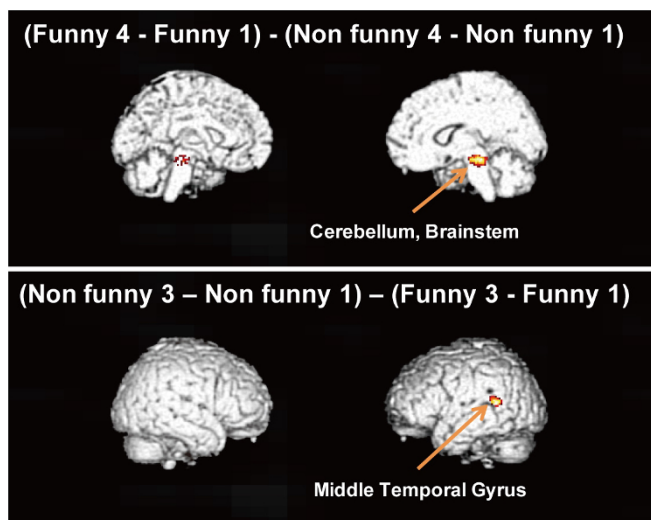 (Funny 4 - Funny 1) - (Non funny 4 - Non funny 1)
Cerebellum, Brainstem
(Non funny 3 – Non funny 1) – (Funny 3 - Funny 1)
Middle Temporal Gyrus